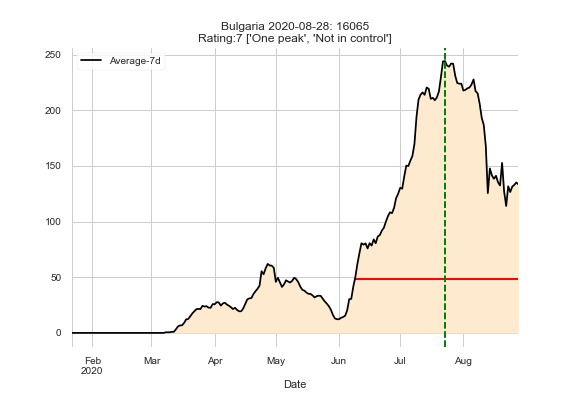 Bulgaria 2020-08-28: 16065
Rating:7 ['One peak', 'Not in control']
Average-7d
250
200
150
100
50
0
Feb
2020
Mar
Apr
May
Jun
Jul
Aug
Date